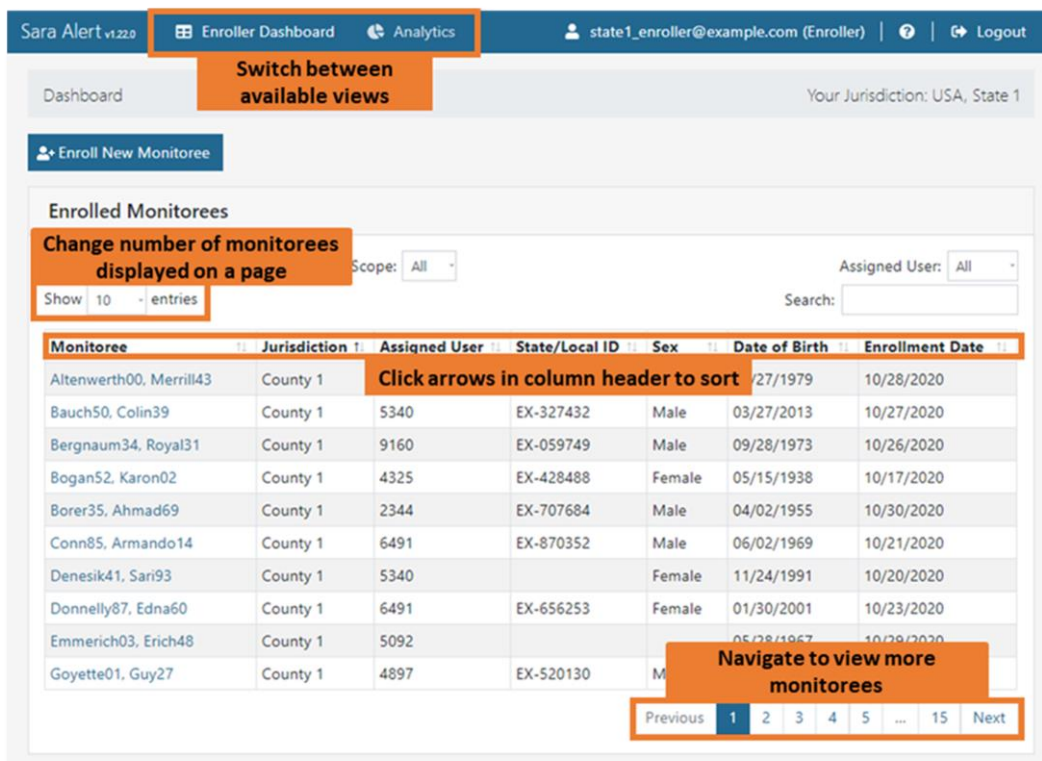 Sara Alert v1.22.0 Enroller Dashboard Analytics state1_enroller@example.com (Enroller) | ? | Logout
Switch between
available views
Dashboard Your Jurisdiction: USA, State 1
Enroll New Monitoree
Enrolled Monitorees
Change number of monitorees
displayed on a page
Scope: All Assigned User: All
Show 10 entries Search:
Monitoree Jurisdiction Assigned User State/Local ID Sex Date of Birth Enrollment Date
Altenwerth00, Merrill43 County 1 /27/1979 10/28/2020
Click arrows in column header to sort
Bauch50, Colin39 County 1 5340 EX-327432 Male 03/27/2013 10/27/2020
Bergnaum34, Royal31 County 1 9160 EX-059749 Male 09/28/1973 10/26/2020
Bogan52, Karon02 County 1 4325 EX-428488 Female 05/15/1938 10/17/2020
Borer35, Ahmad69 County 1 2344 EX-707684 Male 04/02/1955 10/30/2020
Conn85, Armando14 County 1 6491 EX-870352 Male 06/02/1969 10/21/2020
Denesik41, Sari93 County 1 5340 Female 11/24/1991 10/20/2020
Donnelly87, Edna60 County 1 6491 EX-656253 Female 01/30/2001 10/23/2020
Emmerich03, Erich48 County 1 5092 05/28/1967 10/29/2020
Goyette01, Guy27 County 1 4897 EX-520130
Navigate to view more
monitorees
Previous 1 2 3 4 5 ... 15 Next